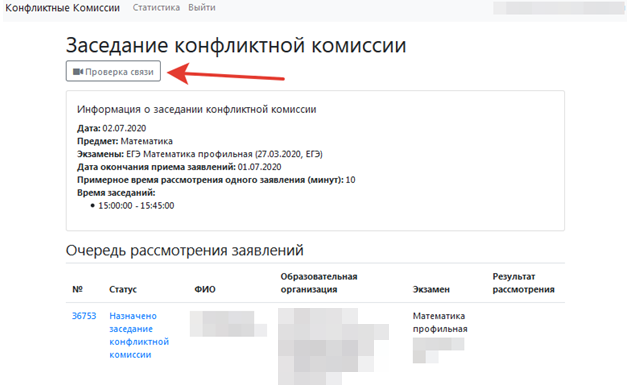 Конфликтные Комиссии Статистика Выйти
Заседание конфликтной комиссии
Проверка связи
Информация о заседании конфликтной комиссии
Дата: 02.07.2020
Предмет: Математика
Экзамены: ЕГЭ Математика профильная (27.03.2020, ЕГЭ)
Дата окончания приема заявлений: 01.07.2020
Примерное время рассмотрения одного заявления (минут): 10
Время заседаний:
• 15:00:00 - 15:45:00
Очередь рассмотрения заявлений
№ Статус ФИО Образовательная организация Экзамен Результат рассмотрения
36753 Назначено заседание конфликтной комиссии Математика профильная